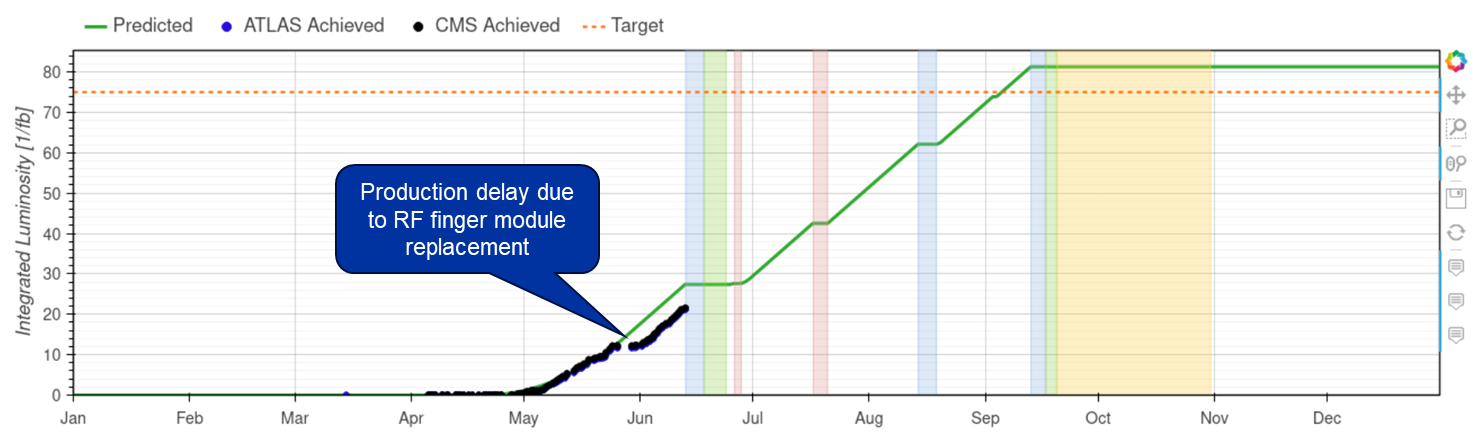 Predicted ATLAS Achieved CMS Achieved Target
Integrated Luminosity [1/fb]
80
70
60
50
40
30
20
10
0
Production delay due
to RF finger module
replacement
Jan Feb Mar Apr May Jun Jul Aug Sep Oct Nov Dec